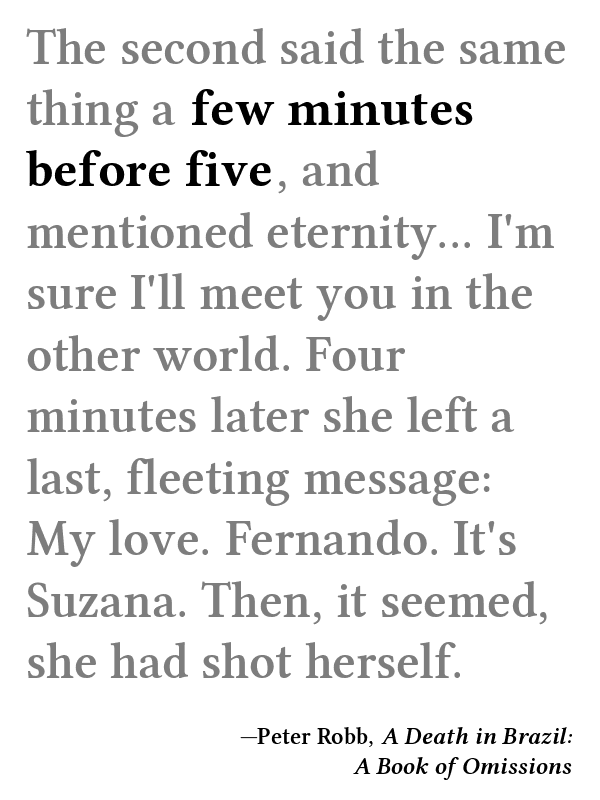 The second said the same
thing a few minutes
before five, and
mentioned eternity... I'm
sure I'll meet you in the
other world. Four
minutes later she left a
last, fleeting message:
My love. Fernando. It's
Suzana. Then, it seemed,
she had shot herself.
—Peter Robb, A Death in Brazil:
A Book of Omissions